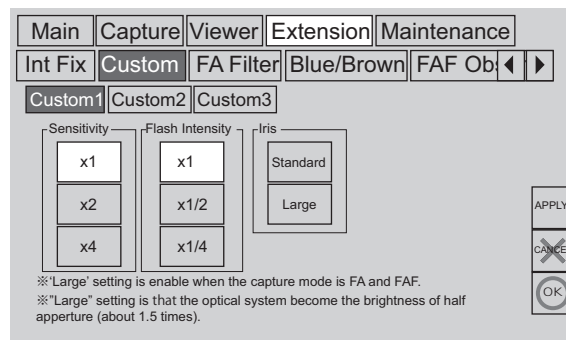 Main Capture Viewer Extension Maintenance
Int Fix Custom FA Filter Blue/Brown FAF Obs
Custom1 Custom2 Custom3
Sensitivity Flash Intensity Iris
x1 x1 Standard
x2 x1/2 Large
x4 x1/4
APPLY
CANCE
OK
※'Large' setting is enable when the capture mode is FA and FAF.
※"Large" setting is that the optical system become the brightness of half
apperture (about 1.5 times).